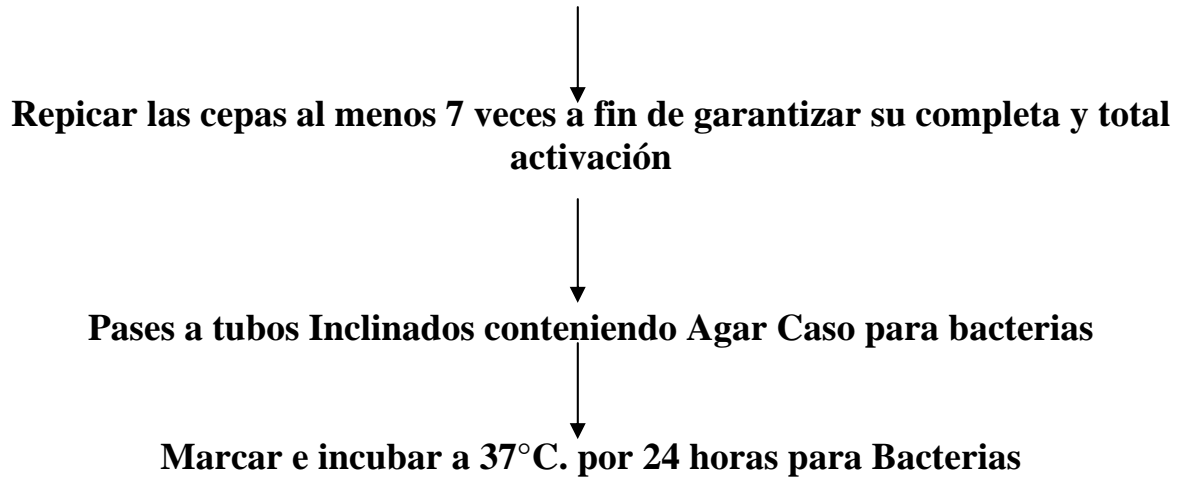 Repicar las cepas al menos 7 veces a fin de garantizar su completa y total
activación
Pases a tubos Inclinados conteniendo Agar Caso para bacterias
Marcar e incubar a 37°C. por 24 horas para Bacterias